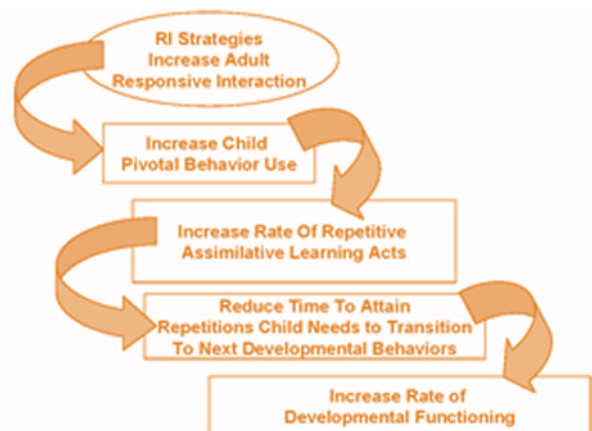 RI Strategies
Increase Adult
Responsive Interaction
Increase Child
Pivotal Behavior Use
Increase Rate Of Repetitive
Assimilative Learning Acts
Reduce Time To Attain
Repetitions Child Needs to Transition
To Next Developmental Behaviors
Increase Rate of
Developmental Functioning